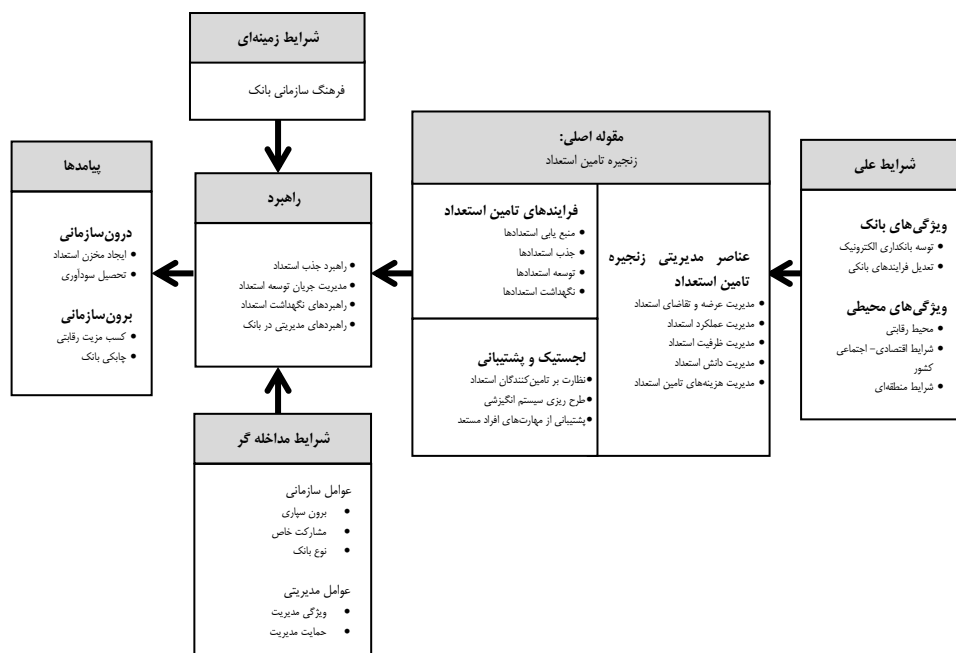 شرایط زمینه‌ای
فرهنگ سازمانی بانک
شرایط علی
ویژگی‌های بانک
• توسه بانکداری الکترونیک
• تعدیل فرایندهای بانکی
ویژگی‌های محیطی
• محیط رقابتی
• شرایط اقتصادی- اجتماعی
کشور
• شرایط منطقه‌ای
مقوله اصلی:
زنجیره تامین استعداد
عناصر مدیریتی زنجیره
تامین استعداد
• مدیریت عرضه و تقاضای استعداد
• مدیریت عملکرد استعداد
• مدیریت ظرفیت استعداد
• مدیریت دانش استعداد
• مدیریت هزینه‌های تامین استعداد
فرایندهای تامین استعداد
• منبع یابی استعدادها
• جذب استعدادها
• توسعه استعدادها
• نگهداشت استعدادها
لجستیک و پشتیبانی
• نظارت بر تامین‌کنندگان استعداد
• طرح ریزی سیستم انگیزشی
• پشتیبانی از مهارت‌های افراد مستعد
راهبرد
• راهبرد جذب استعداد
• مدیریت جریان توسعه استعداد
• راهبردهای نگهداشت استعداد
• راهبردهای مدیریتی در بانک
پیامدها
درون‌سازمانی
• ایجاد مخزن استعداد
• تحصیل سودآوری
برون‌سازمانی
• کسب مزیت رقابتی
• چابکی بانک
شرایط مداخله گر
عوامل سازمانی
• برون سپاری
• مشارکت خاص
• نوع بانک
عوامل مدیریتی
• ویژگی مدیریت
• حمایت مدیریت